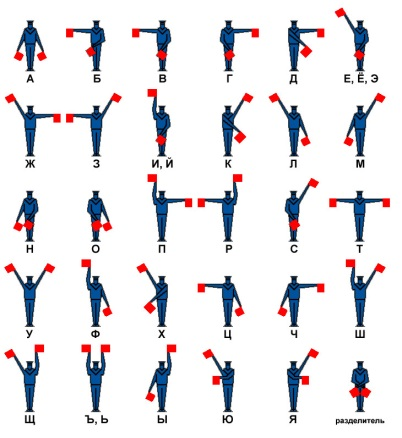 А Б В Г Д Е, Ё, Э
Ж З И, Й К Л М
Н О П Р С Т
У Ф Х Ц Ч Ш
Щ Ъ, Ь Ы Ю Я разделитель